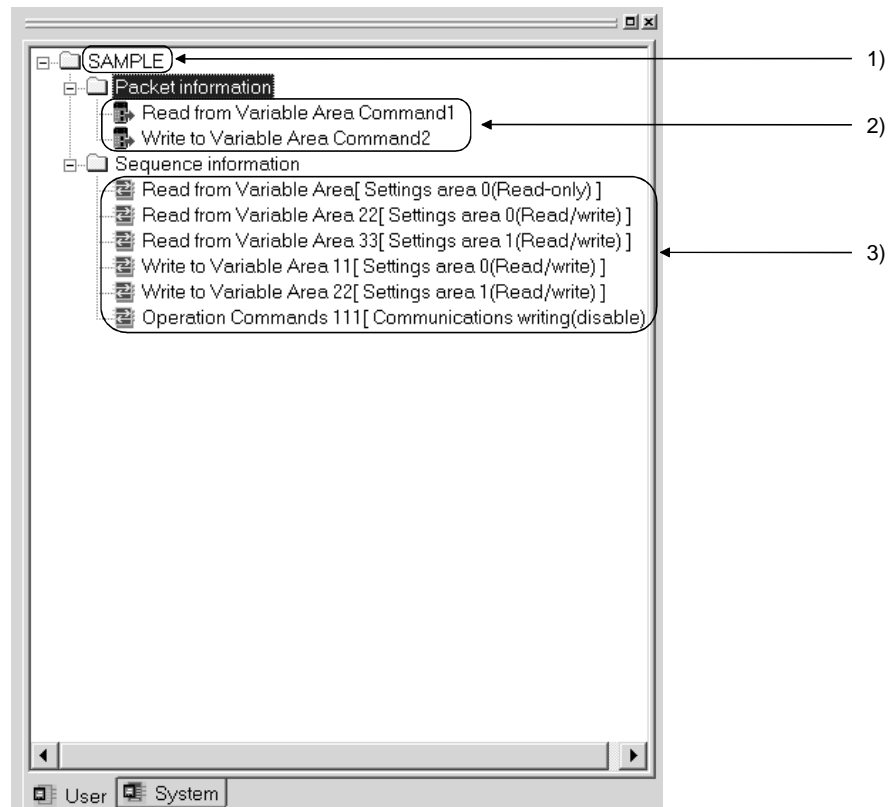 SAMPLE 1)
Packet information
Read from Variable Area Command1
2)
Write to Variable Area Command2
Sequence information
Read from Variable Area[ Settings area 0(Read-only) ]
Read from Variable Area 22[ Settings area 0(Read/write) ]
Read from Variable Area 33[ Settings area 1(Read/write) ]
3)
Write to Variable Area 11[ Settings area 0(Read/write) ]
Write to Variable Area 22[ Settings area 1(Read/write) ]
Operation Commands 111[ Communications writing(disable)
User System